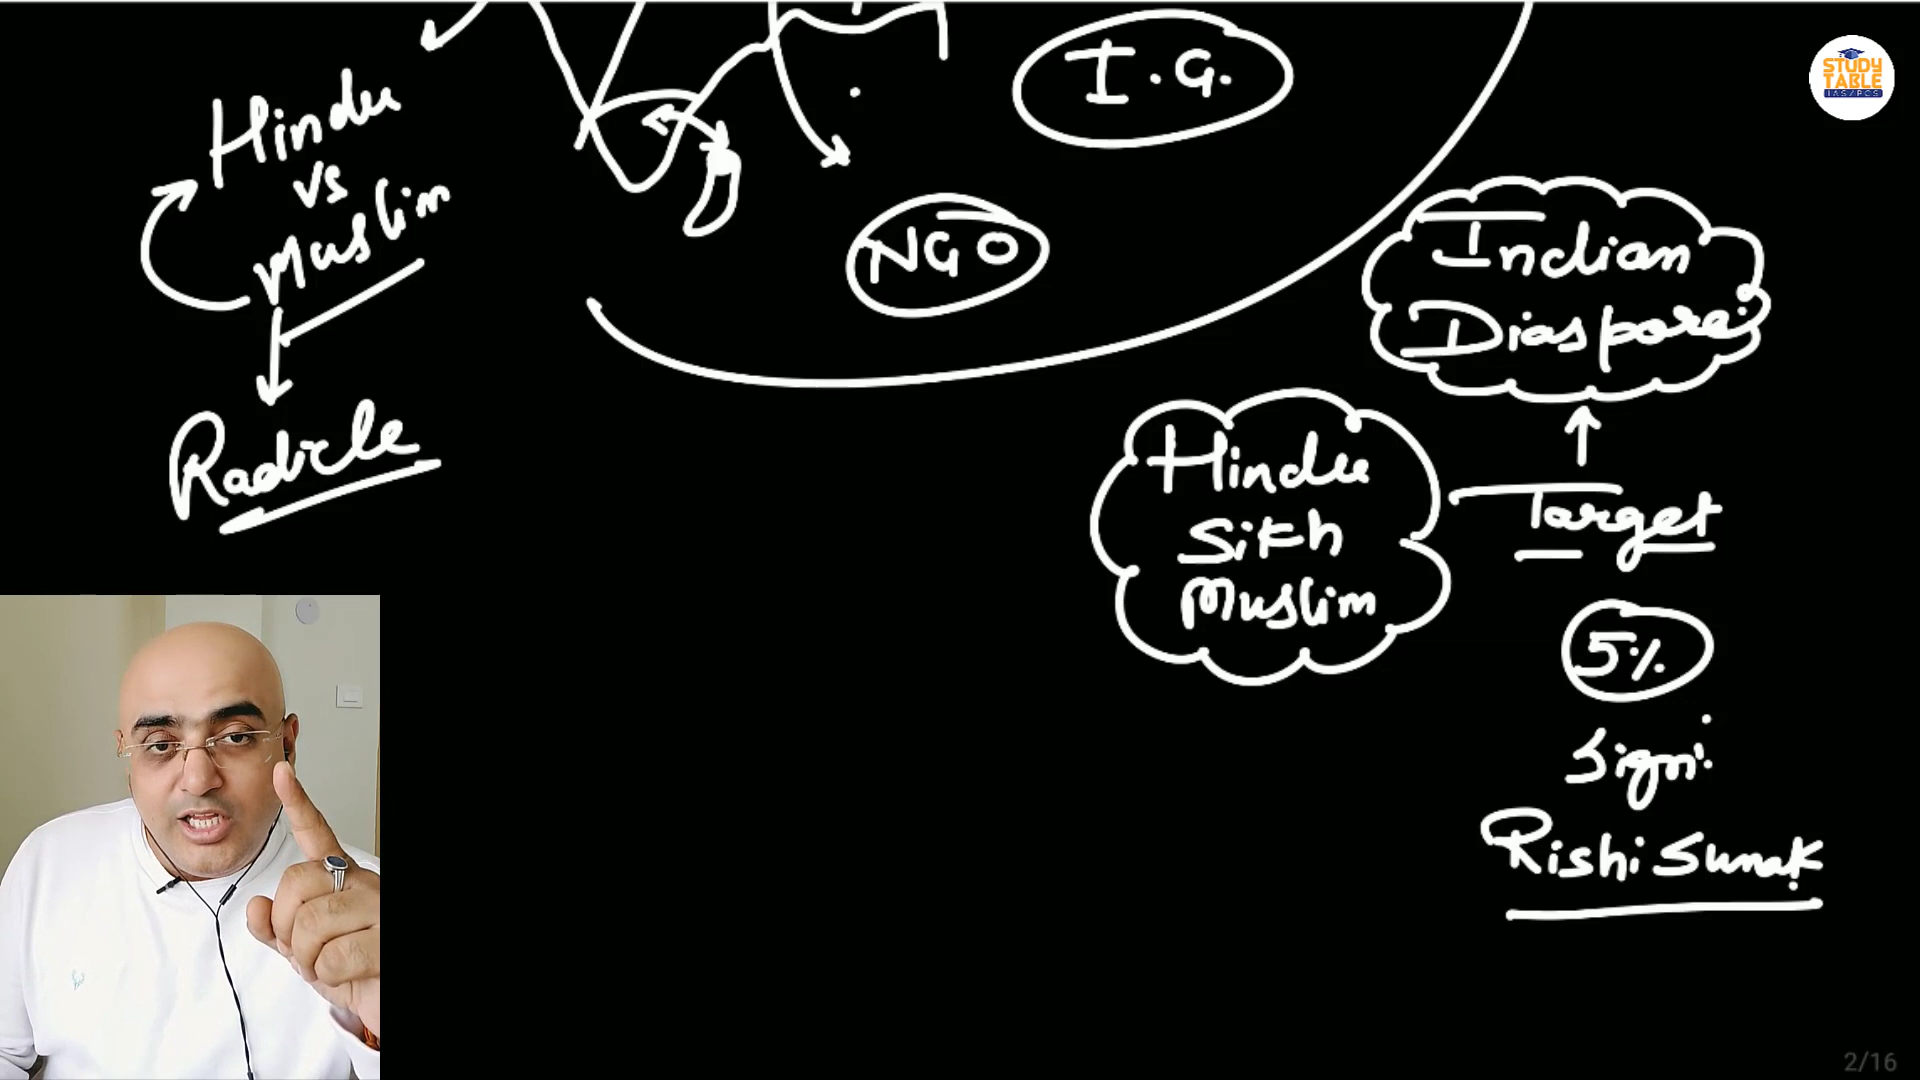 I.G.
STUDY
TABLE
IAS/PCS
Hindu
vs
Muslim
NGO
Indian
Diaspora
Radicle
Hindu
Sikh
Muslim
Target
5%
Signi.
Rishi Sunak
2/16